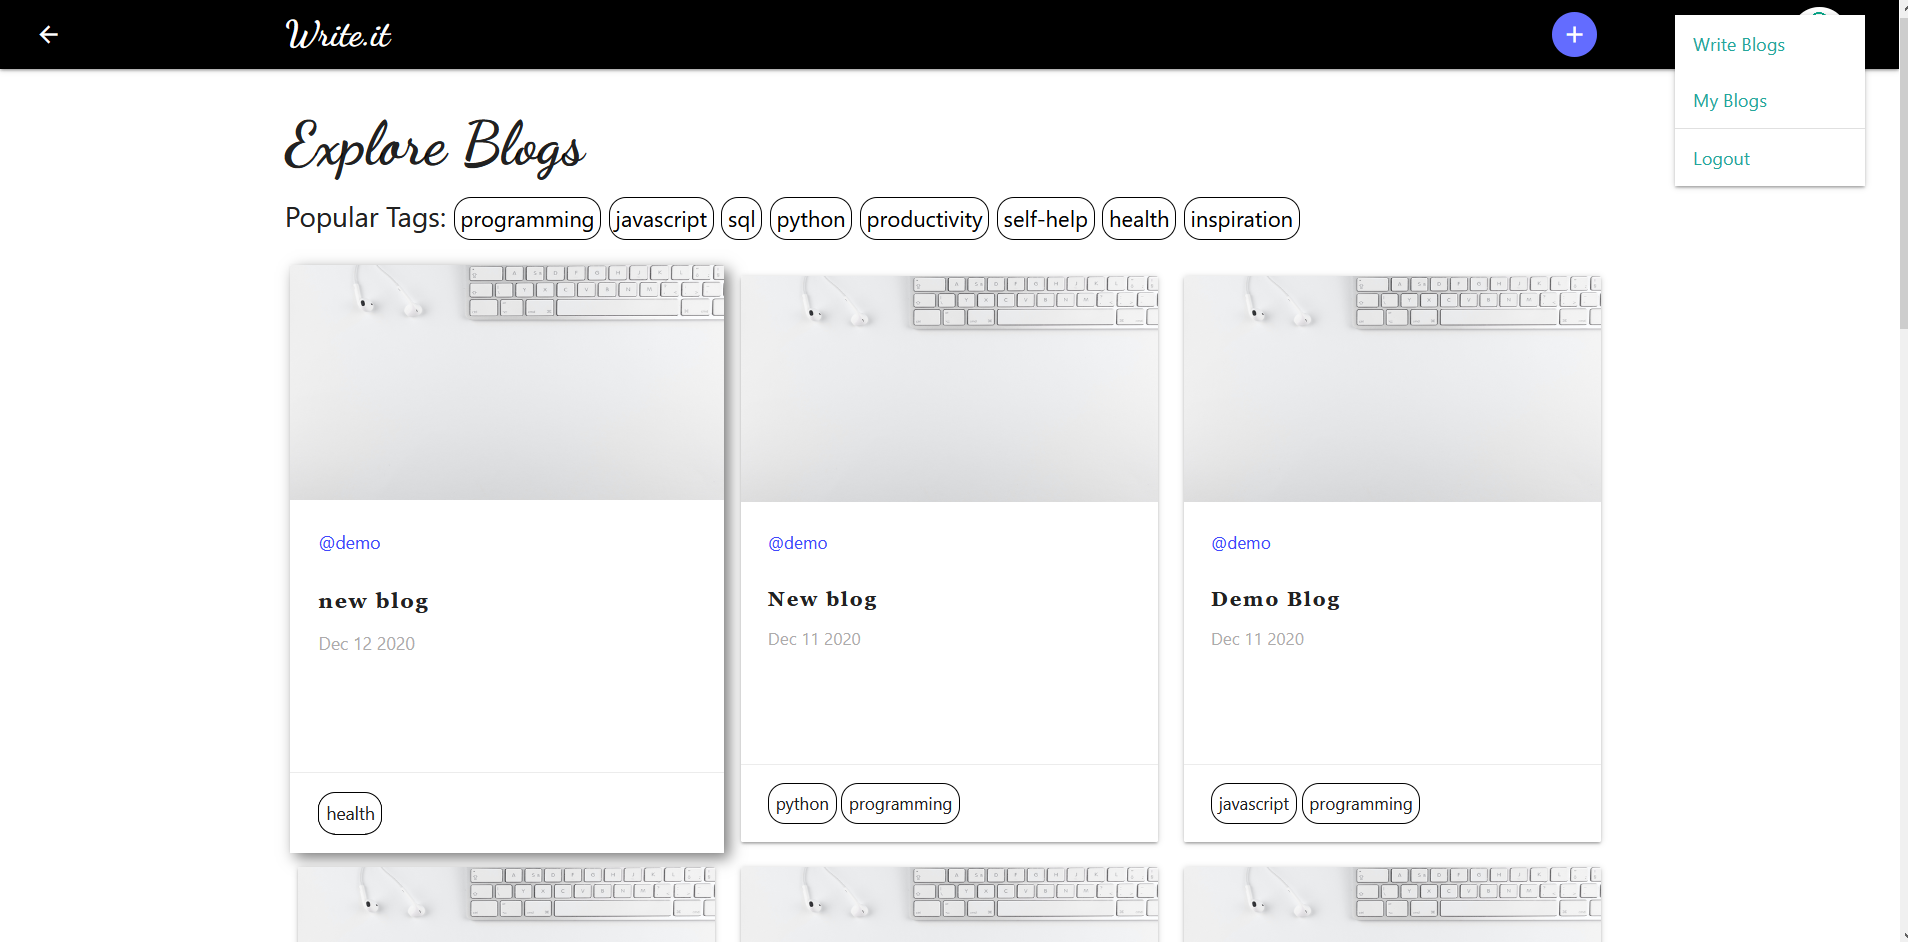 Write.it
Write Blogs
My Blogs
Logout
Explore Blogs
Popular Tags: programming javascript sql python productivity self-help health inspiration
@demo
new blog
Dec 12 2020
health
@demo
New blog
Dec 11 2020
python programming
@demo
Demo Blog
Dec 11 2020
javascript programming